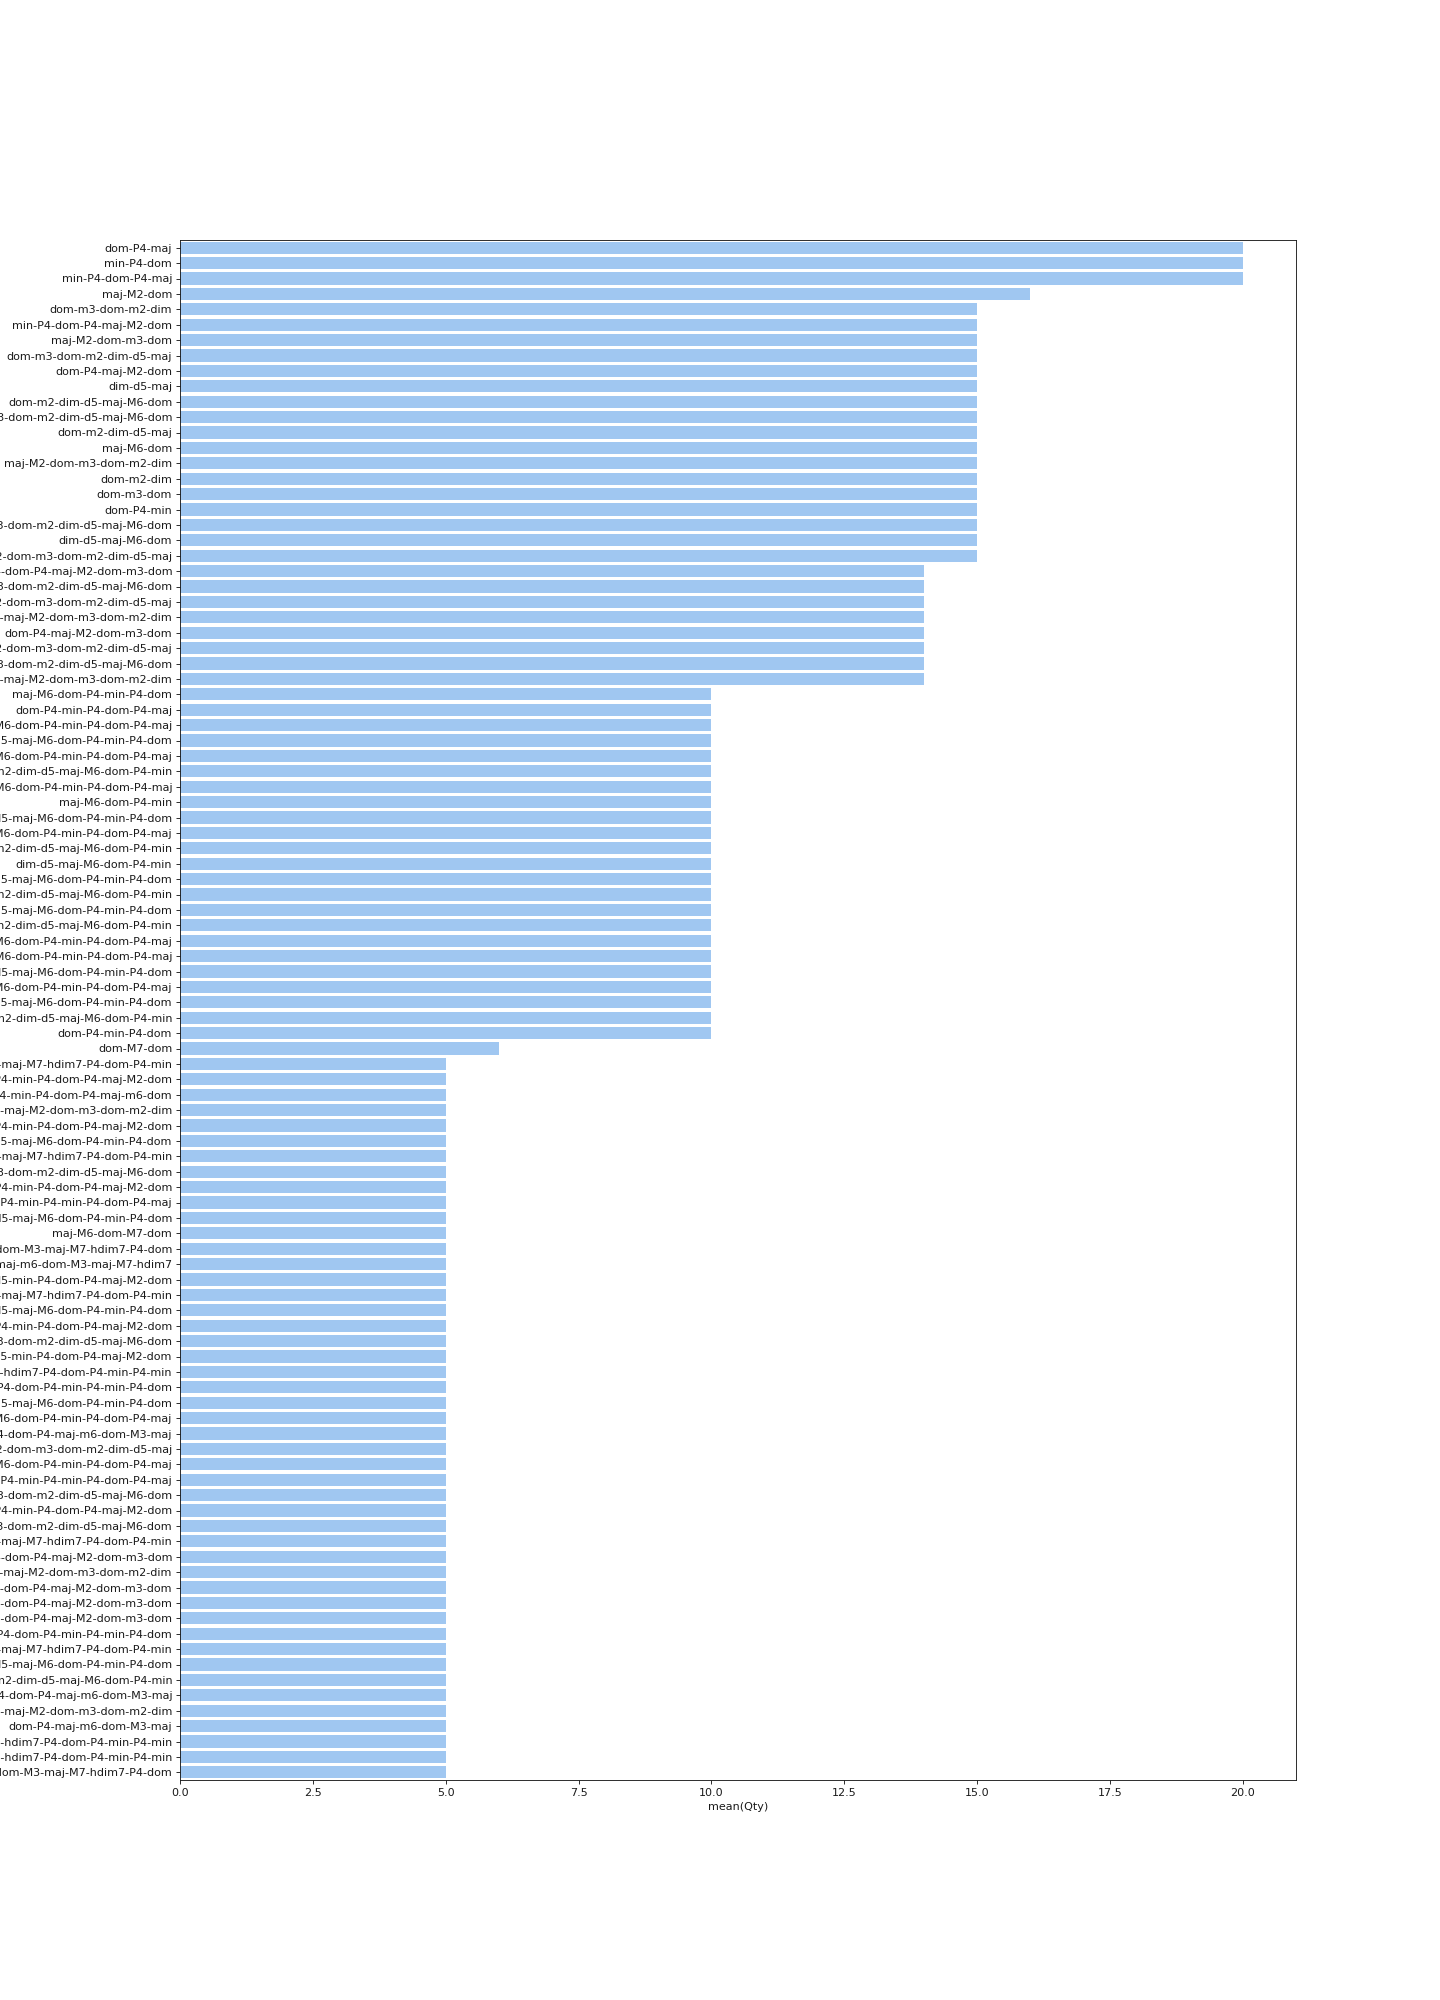 dom-P4-maj
min-P4-dom
min-P4-dom-P4-maj
maj-M2-dom
dom-m3-dom-m2-dim
min-P4-dom-P4-maj-M2-dom
maj-M2-dom-m3-dom
dom-m3-dom-m2-dim-d5-maj
dom-P4-maj-M2-dom
dim-d5-maj
dom-m2-dim-d5-maj-M6-dom
3-dom-m2-dim-d5-maj-M6-dom
dom-m2-dim-d5-maj
maj-M6-dom
maj-M2-dom-m3-dom-m2-dim
dom-m2-dim
dom-m3-dom
dom-P4-min
3-dom-m2-dim-d5-maj-M6-dom
dim-d5-maj-M6-dom
2-dom-m3-dom-m2-dim-d5-maj
-dom-P4-maj-M2-dom-m3-dom
3-dom-m2-dim-d5-maj-M6-dom
2-dom-m3-dom-m2-dim-d5-maj
-maj-M2-dom-m3-dom-m2-dim
dom-P4-maj-M2-dom-m3-dom
2-dom-m3-dom-m2-dim-d5-maj
3-dom-m2-dim-d5-maj-M6-dom
-maj-M2-dom-m3-dom-m2-dim
maj-M6-dom-P4-min-P4-dom
dom-P4-min-P4-dom-P4-maj
M6-dom-P4-min-P4-dom-P4-maj
5-maj-M6-dom-P4-min-P4-dom
M6-dom-P4-min-P4-dom-P4-maj
m2-dim-d5-maj-M6-dom-P4-min
M6-dom-P4-min-P4-dom-P4-maj
maj-M6-dom-P4-min
d5-maj-M6-dom-P4-min-P4-dom
M6-dom-P4-min-P4-dom-P4-maj
m2-dim-d5-maj-M6-dom-P4-min
dim-d5-maj-M6-dom-P4-min
5-maj-M6-dom-P4-min-P4-dom
m2-dim-d5-maj-M6-dom-P4-min
5-maj-M6-dom-P4-min-P4-dom
m2-dim-d5-maj-M6-dom-P4-min
M6-dom-P4-min-P4-dom-P4-maj
M6-dom-P4-min-P4-dom-P4-maj
d5-maj-M6-dom-P4-min-P4-dom
M6-dom-P4-min-P4-dom-P4-maj
5-maj-M6-dom-P4-min-P4-dom
m2-dim-d5-maj-M6-dom-P4-min
dom-P4-min-P4-dom
dom-M7-dom
-maj-M7-hdim7-P4-dom-P4-min
P4-min-P4-dom-P4-maj-M2-dom
4-min-P4-dom-P4-maj-m6-dom
-maj-M2-dom-m3-dom-m2-dim
P4-min-P4-dom-P4-maj-M2-dom
5-maj-M6-dom-P4-min-P4-dom
-maj-M7-hdim7-P4-dom-P4-min
3-dom-m2-dim-d5-maj-M6-dom
P4-min-P4-dom-P4-maj-M2-dom
P4-min-P4-min-P4-dom-P4-maj
d5-maj-M6-dom-P4-min-P4-dom
maj-M6-dom-M7-dom
dom-M3-maj-M7-hdim7-P4-dom
maj-m6-dom-M3-maj-M7-hdim7
d5-min-P4-dom-P4-maj-M2-dom
-maj-M7-hdim7-P4-dom-P4-min
d5-maj-M6-dom-P4-min-P4-dom
P4-min-P4-dom-P4-maj-M2-dom
3-dom-m2-dim-d5-maj-M6-dom
5-min-P4-dom-P4-maj-M2-dom
-hdim7-P4-dom-P4-min-P4-min
P4-dom-P4-min-P4-min-P4-dom
5-maj-M6-dom-P4-min-P4-dom
M6-dom-P4-min-P4-dom-P4-maj
4-dom-P4-maj-m6-dom-M3-maj
2-dom-m3-dom-m2-dim-d5-maj
M6-dom-P4-min-P4-dom-P4-maj
P4-min-P4-min-P4-dom-P4-maj
3-dom-m2-dim-d5-maj-M6-dom
P4-min-P4-dom-P4-maj-M2-dom
3-dom-m2-dim-d5-maj-M6-dom
-maj-M7-hdim7-P4-dom-P4-min
-dom-P4-maj-M2-dom-m3-dom
-maj-M2-dom-m3-dom-m2-dim
-dom-P4-maj-M2-dom-m3-dom
-dom-P4-maj-M2-dom-m3-dom
-dom-P4-maj-M2-dom-m3-dom
P4-dom-P4-min-P4-min-P4-dom
-maj-M7-hdim7-P4-dom-P4-min
d5-maj-M6-dom-P4-min-P4-dom
m2-dim-d5-maj-M6-dom-P4-min
4-dom-P4-maj-m6-dom-M3-maj
-maj-M2-dom-m3-dom-m2-dim
dom-P4-maj-m6-dom-M3-maj
-hdim7-P4-dom-P4-min-P4-min
-hdim7-P4-dom-P4-min-P4-min
dom-M3-maj-M7-hdim7-P4-dom
0.0 2.5 5.0 7.5 10.0 12.5 15.0 17.5 20.0
mean(Qty)